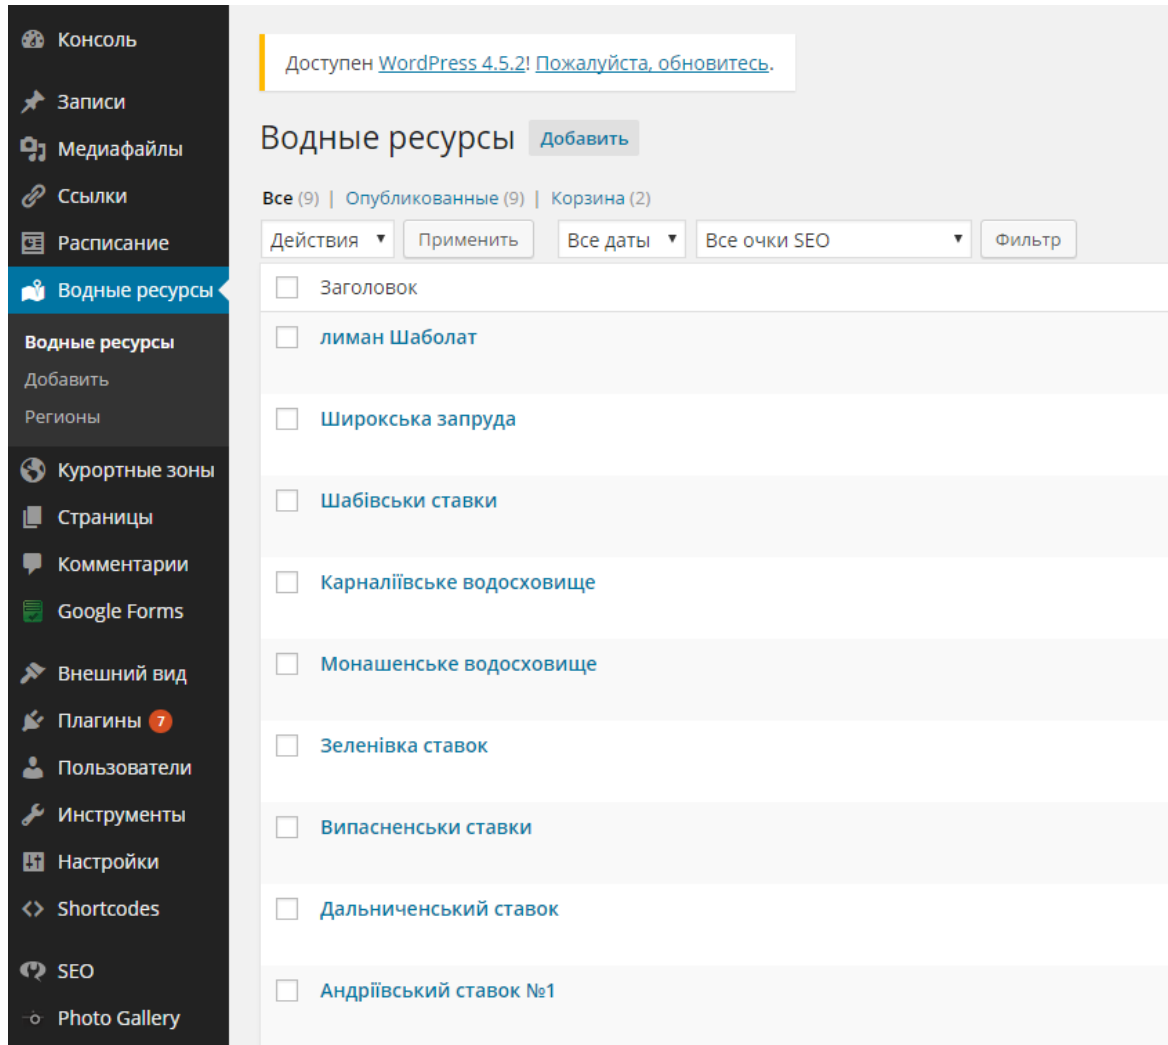 Консоль
Записи
Медиафайлы
Ссылки
Расписание
Водные ресурсы
Водные ресурсы
Добавить
Регионы
Курортные зоны
Страницы
Комментарии
Google Forms
Внешний вид
Плагины 7
Пользователи
Инструменты
Настройки
Shortcodes
SEO
Photo Gallery
Доступен WordPress 4.5.2! Пожалуйста, обновитесь.
Водные ресурсы Добавить
Все (9) | Опубликованные (9) | Корзина (2)
Действия Применить Все даты Все очки SEO Фильтр
Заголовок
лиман Шаболат
Широкська запруда
Шабівськи ставки
Карналіївське водосховище
Монашенське водосховище
Зеленівка ставок
Випасненськи ставки
Дальниченський ставок
Андріївський ставок №1